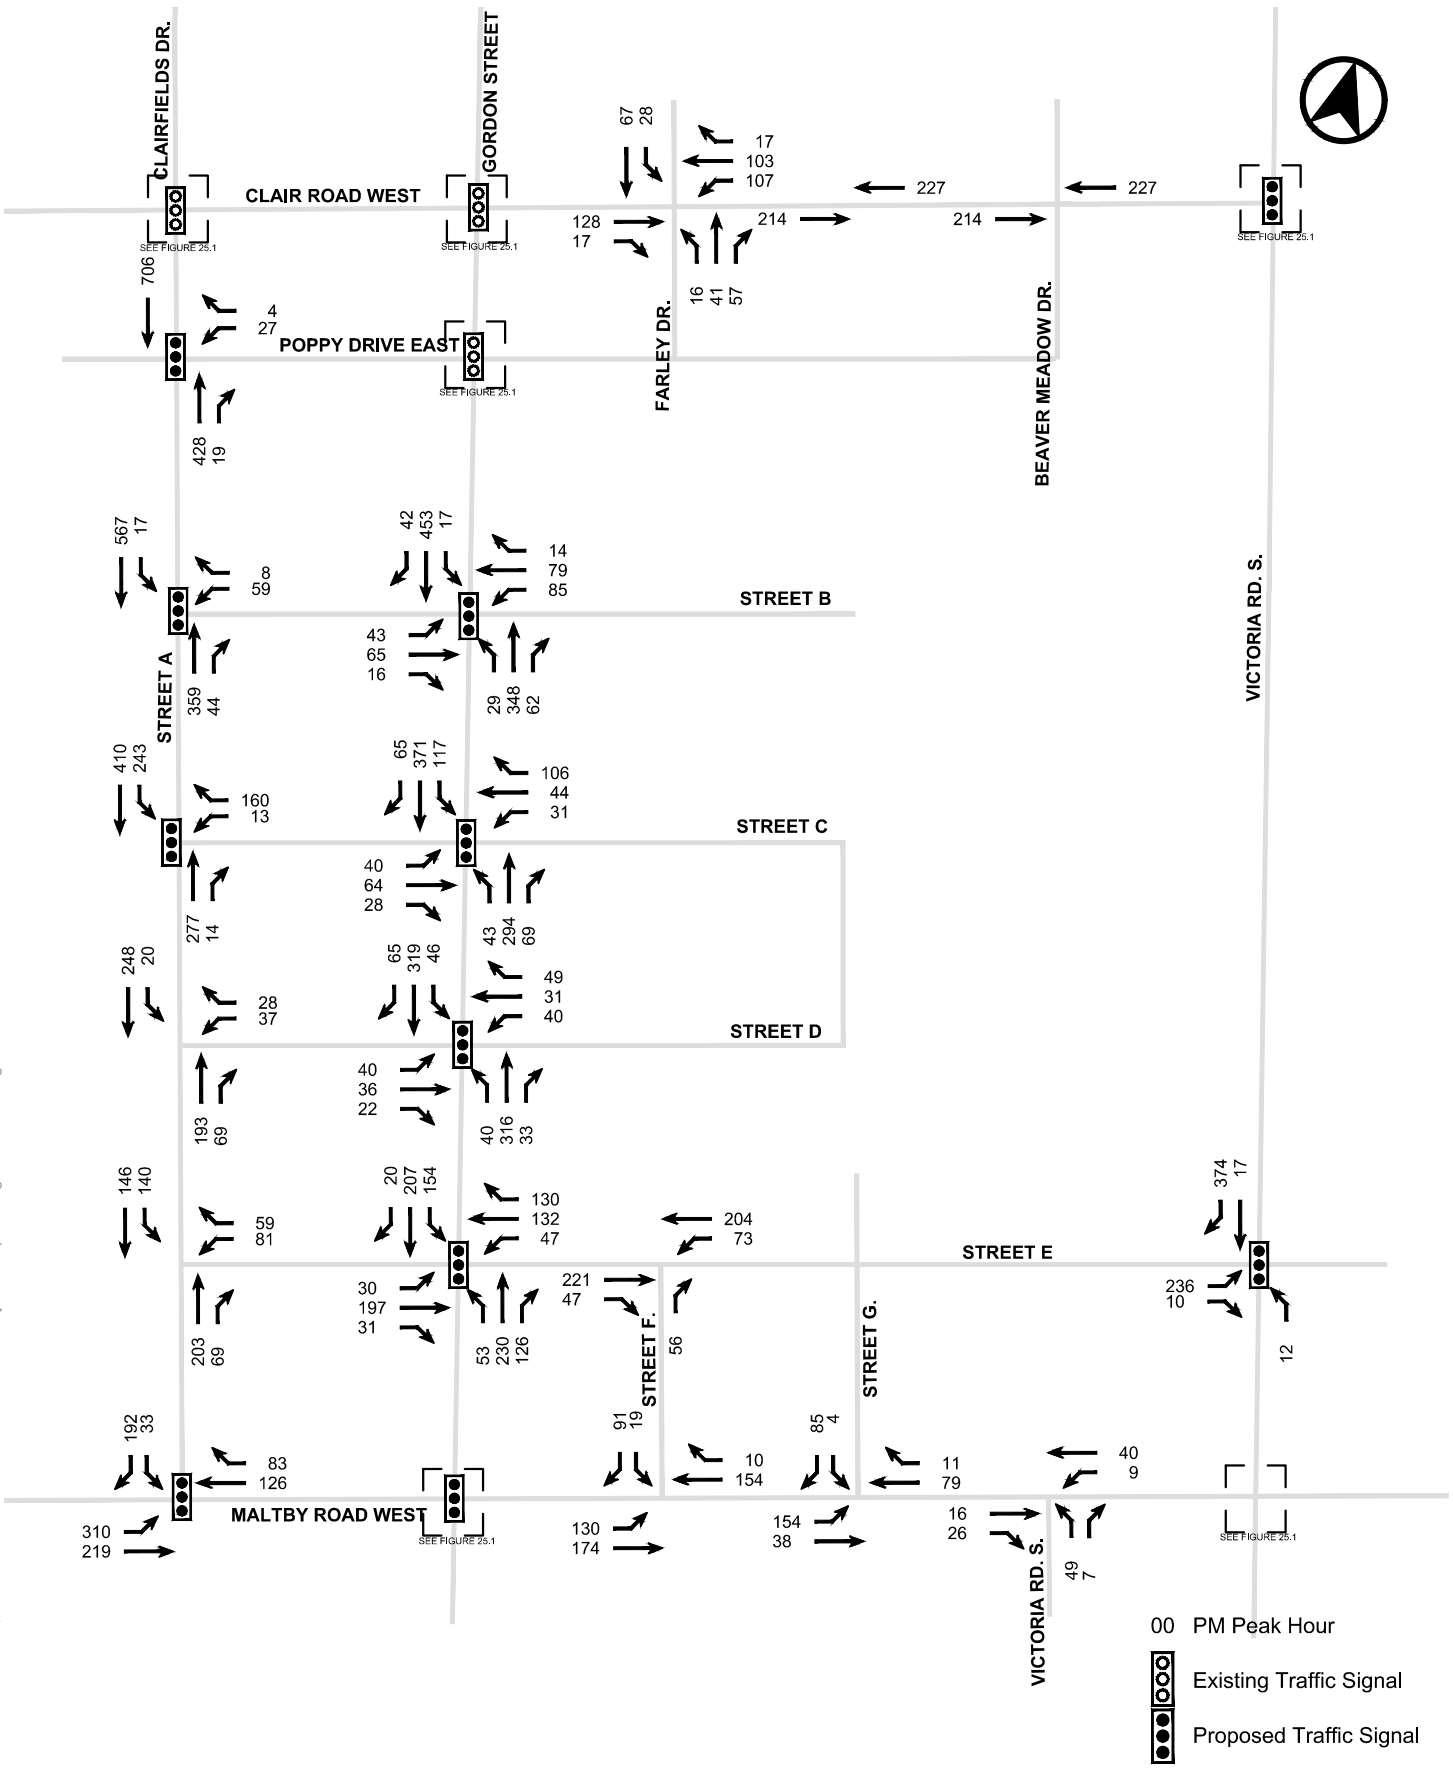 CLAIRFIELDS DR.
GORDON STREET
67 28
17
103
107
CLAIR ROAD WEST
227
227
128
17
214
214
SEE FIGURE 25.1
SEE FIGURE 25.1
SEE FIGURE 25.1
16 41 57
706
4
27
POPPY DRIVE EAST
SEE FIGURE 25.1
FARLEY DR.
BEAVER MEADOW DR.
428 19
567 17
42 453 17
8
59
14
79
85
STREET B
43
65
16
VICTORIA RD. S.
STREET A
359 44
29 348 62
410 243
65 371 117
160
13
106
44
31
STREET C
40
64
28
277 14
43 294 69
248 20
65 319 46
28
37
49
31
40
STREET D
40
36
22
193 69
40 316 33
146 140
20 207 154
374 17
59
81
130
132
47
204
73
STREET E
30
197
31
221
47
236
10
STREET F.
STREET G.
203 69
53 230 126
56
12
192 33
91 19
85 4
83
126
10
154
11
79
40
9
MALTBY ROAD WEST
310
219
SEE FIGURE 25.1
130
174
154
38
16
26
SEE FIGURE 25.1
VICTORIA RD. S.
49 7
00 PM Peak Hour
Existing Traffic Signal
Proposed Traffic Signal